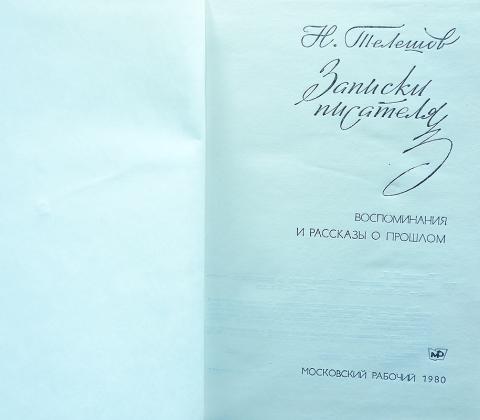 Н. Телешов
Записки
писателя
ВОСПОМИНАНИЯ
И РАССКАЗЫ О ПРОШЛОМ
МР
МОСКОВСКИЙ РАБОЧИЙ 1980